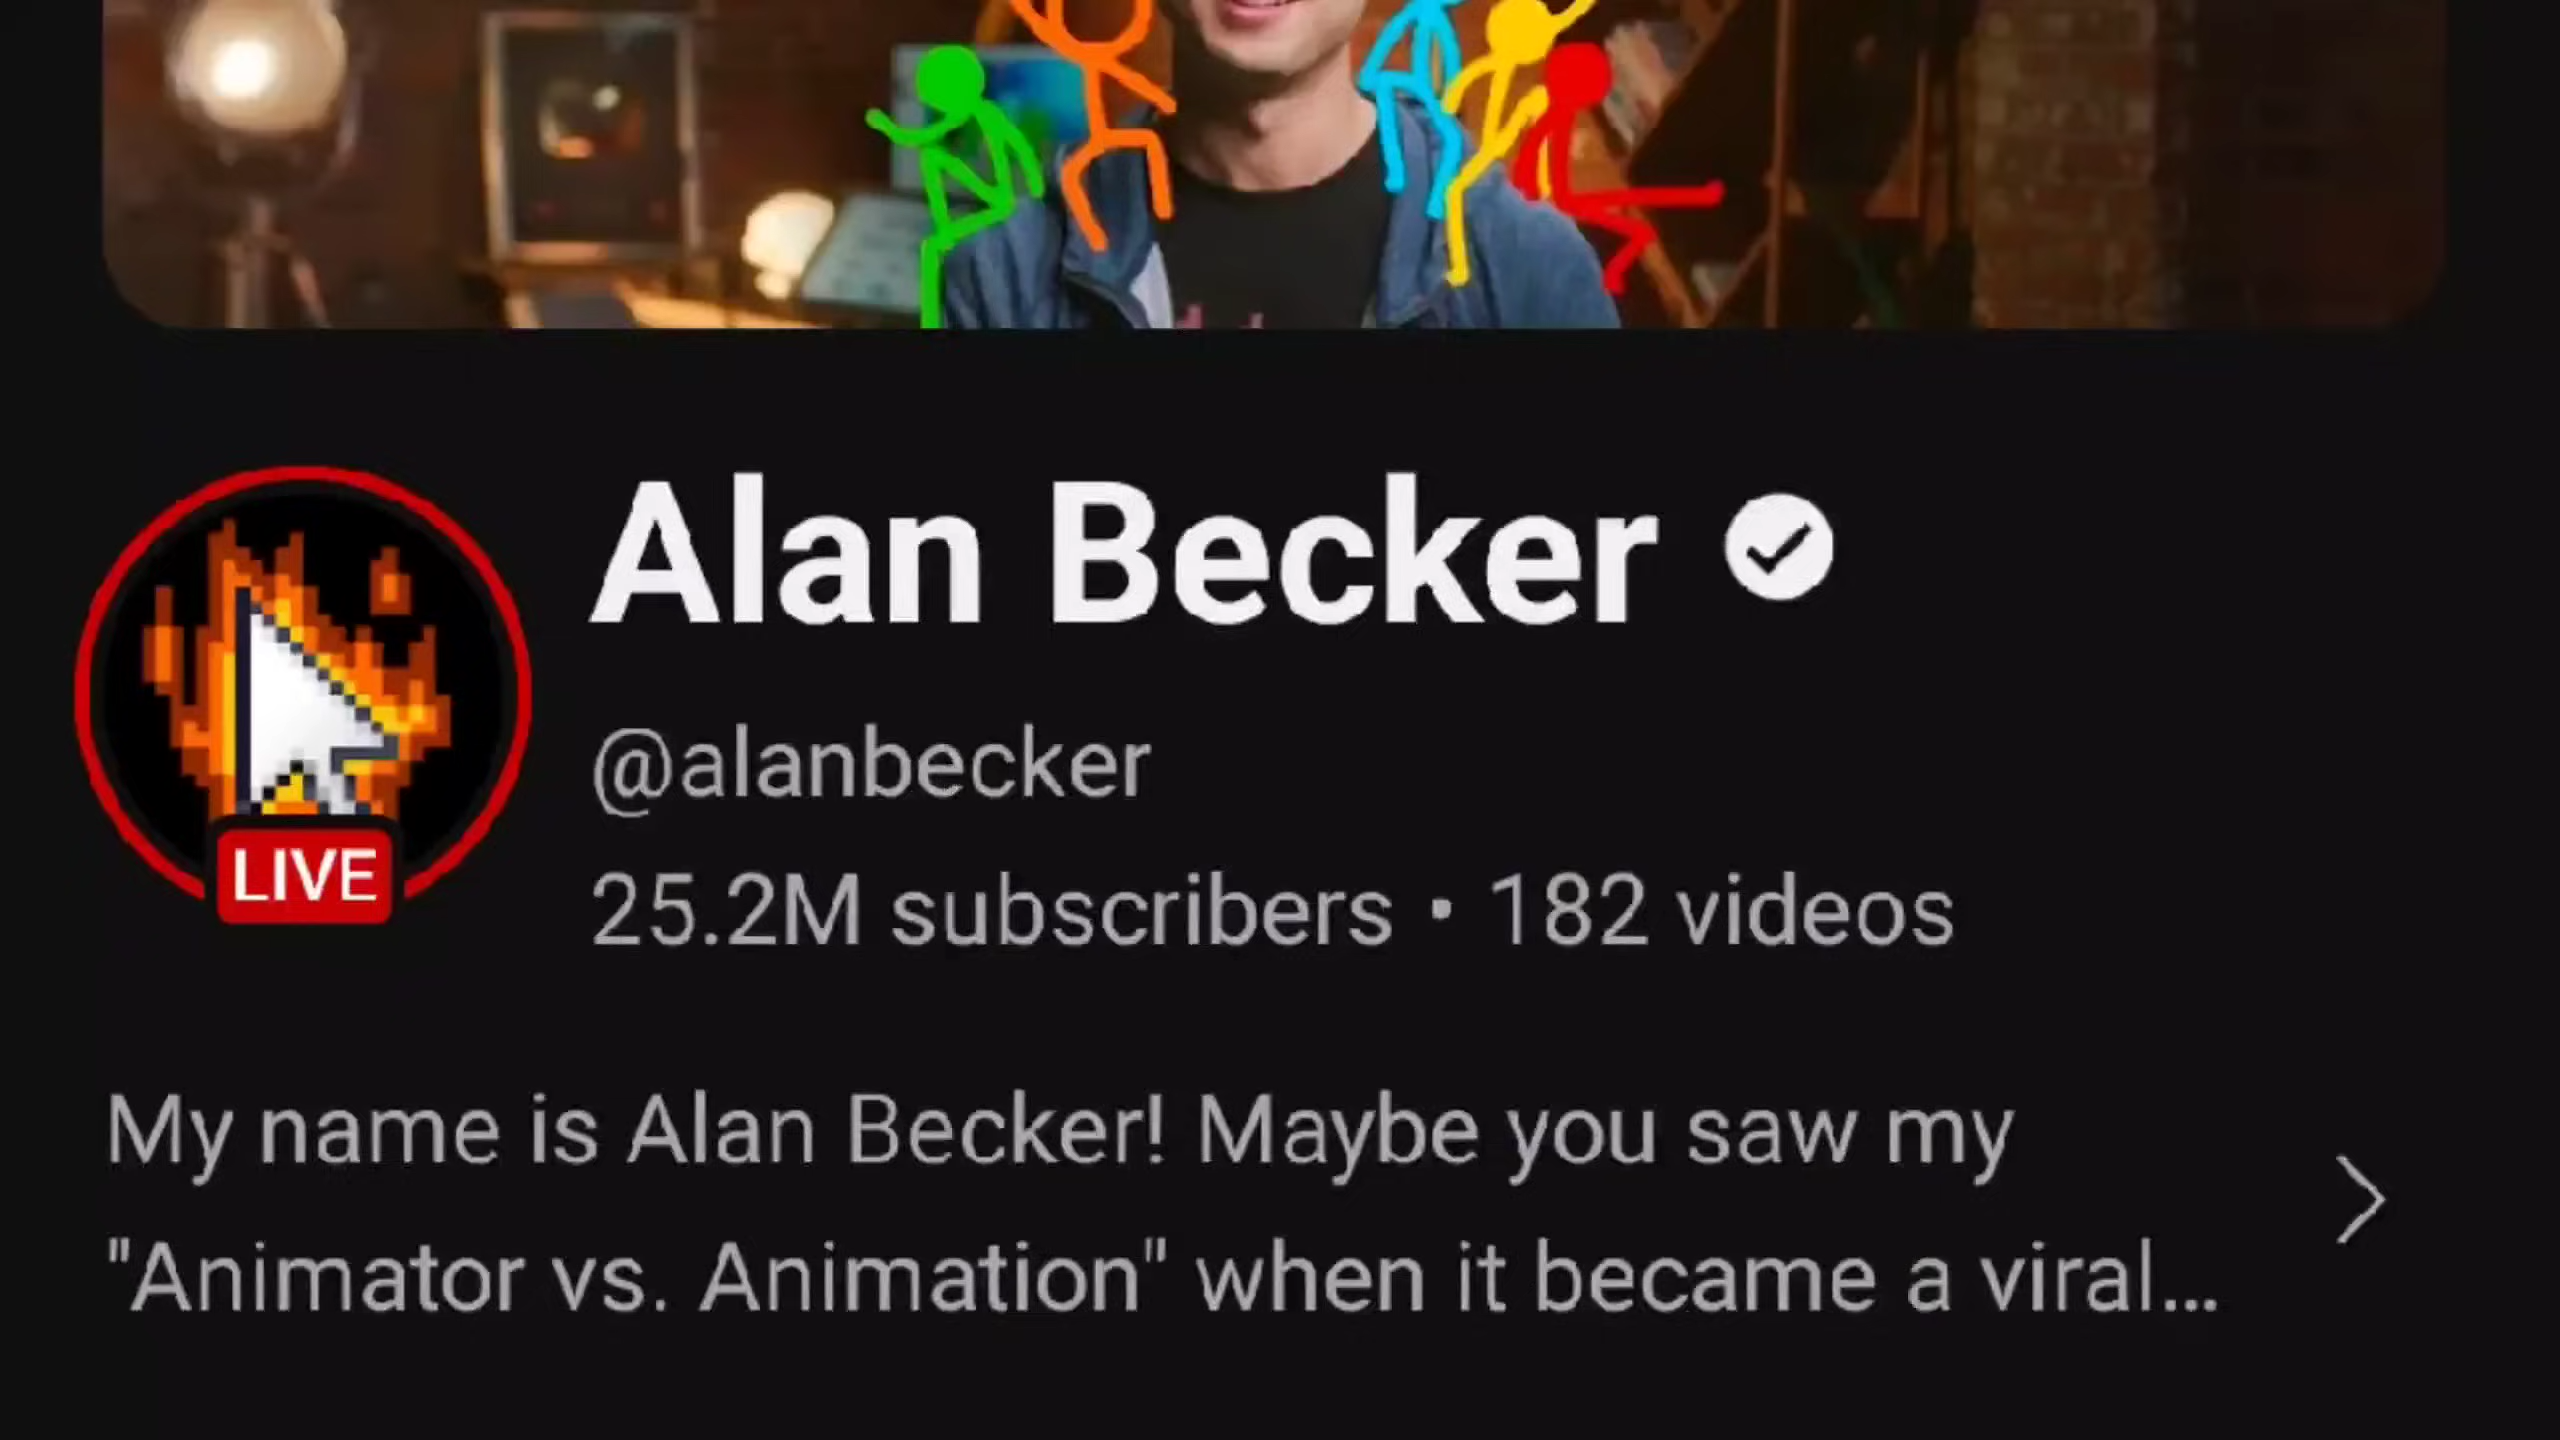 Alan Becker
@alanbecker
LIVE
25.2M subscribers • 182 videos
My name is Alan Becker! Maybe you saw my
"Animator vs. Animation" when it became a viral...